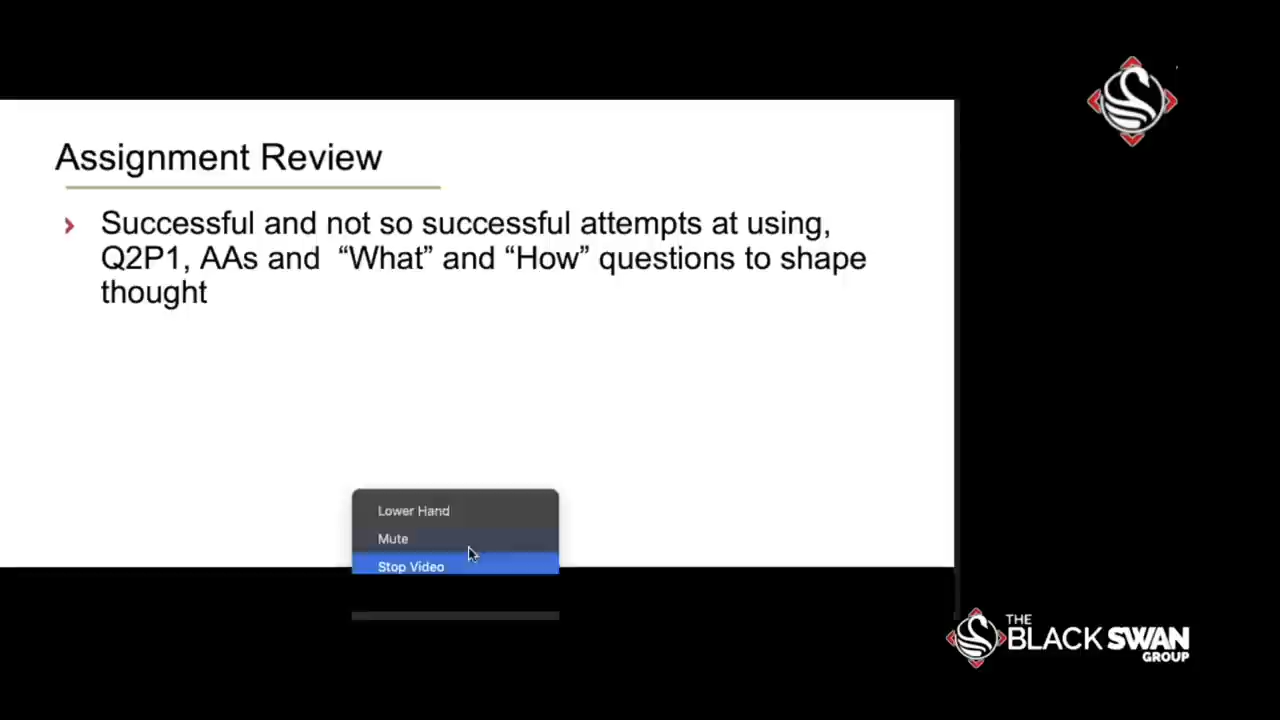 Assignment Review
Successful and not so successful attempts at using,
Q2P1, AAs and “What” and “How” questions to shape
thought
Lower Hand
Mute
Stop Video
THE
BLACK SWAN
GROUP